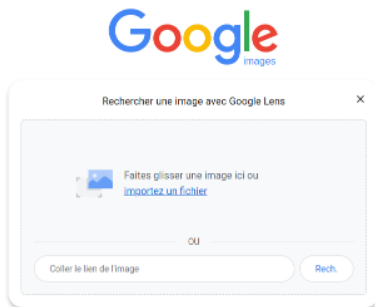 Google
images
Rechercher une image avec Google Lens
Faites glisser une image ici ou
importez un fichier
OU
Coller le lien de l'image
Rech.